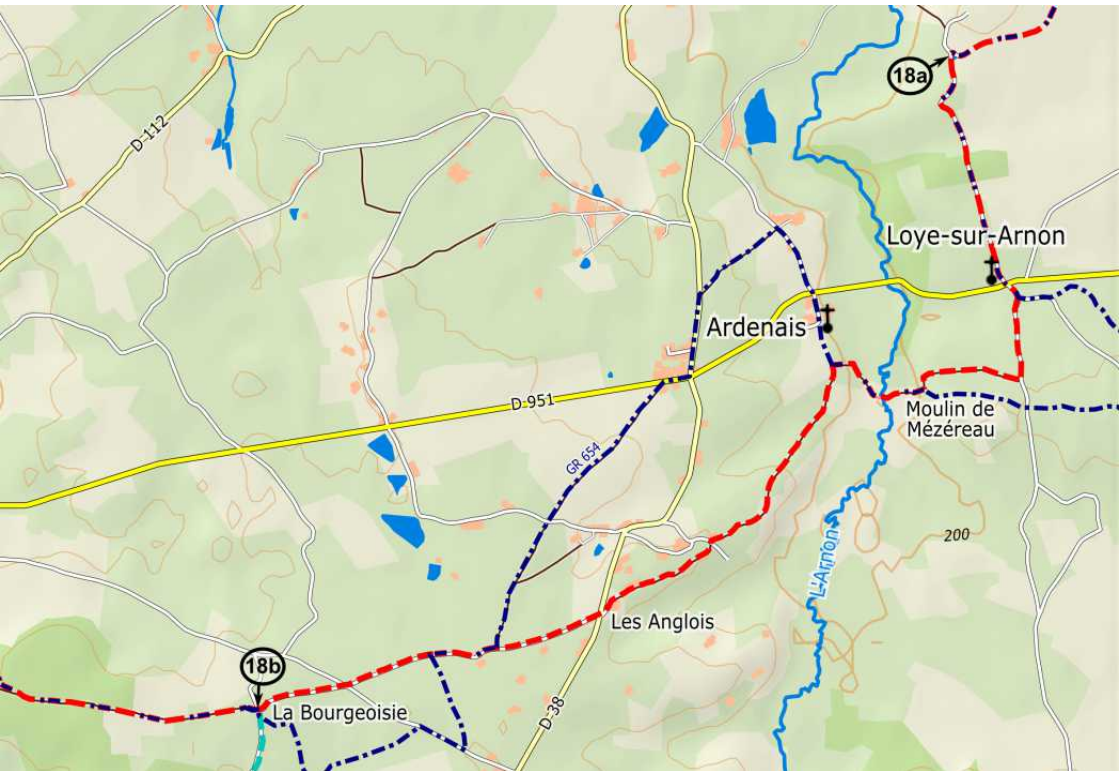 18a
D 112
Loye-sur-Arnon
Ardenais
D 951
Moulin de
Mézéreau
GR 654
200
L'Arnon
Les Anglois
18b
La Bourgeoisie
D 38